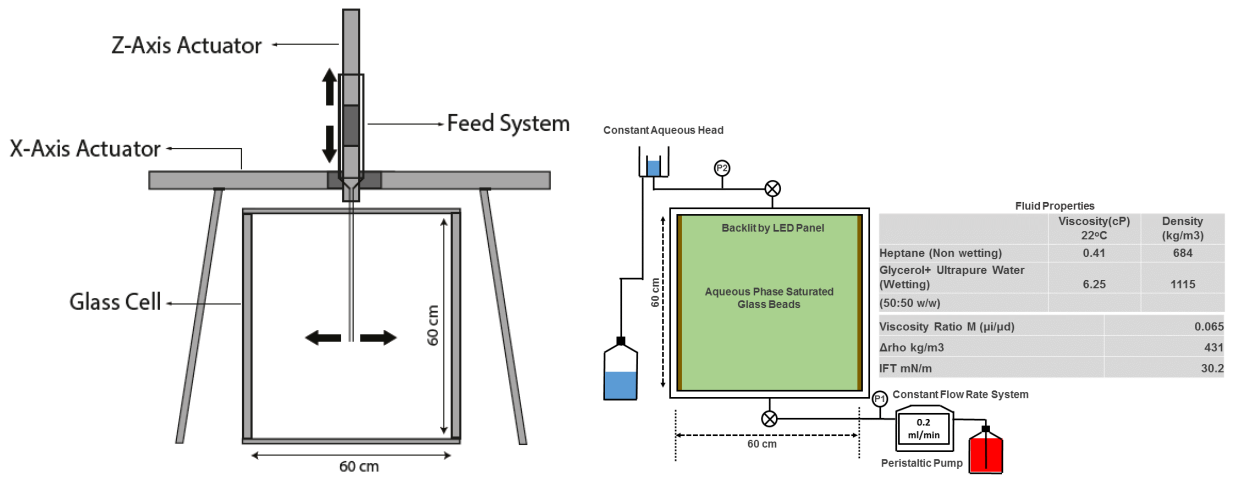 Z-Axis Actuator
Feed System
X-Axis Actuator
Glass Cell
60 cm
60 cm
Constant Aqueous Head
P2
Backlit by LED Panel
Aqueous Phase Saturated
Glass Beads
60 cm
60 cm
P1
Constant Flow Rate System
0.2
ml/min
Peristaltic Pump
Fluid Properties
Viscosity(cP) Density
22ºC (kg/m3)
Heptane (Non wetting) 0.41 684
Glycerol+ Ultrapure Water
(Wetting) 6.25 1115
(50:50 w/w)
Viscosity Ratio M (µi/µd) 0.065
Δrho kg/m3 431
IFT mN/m 30.2